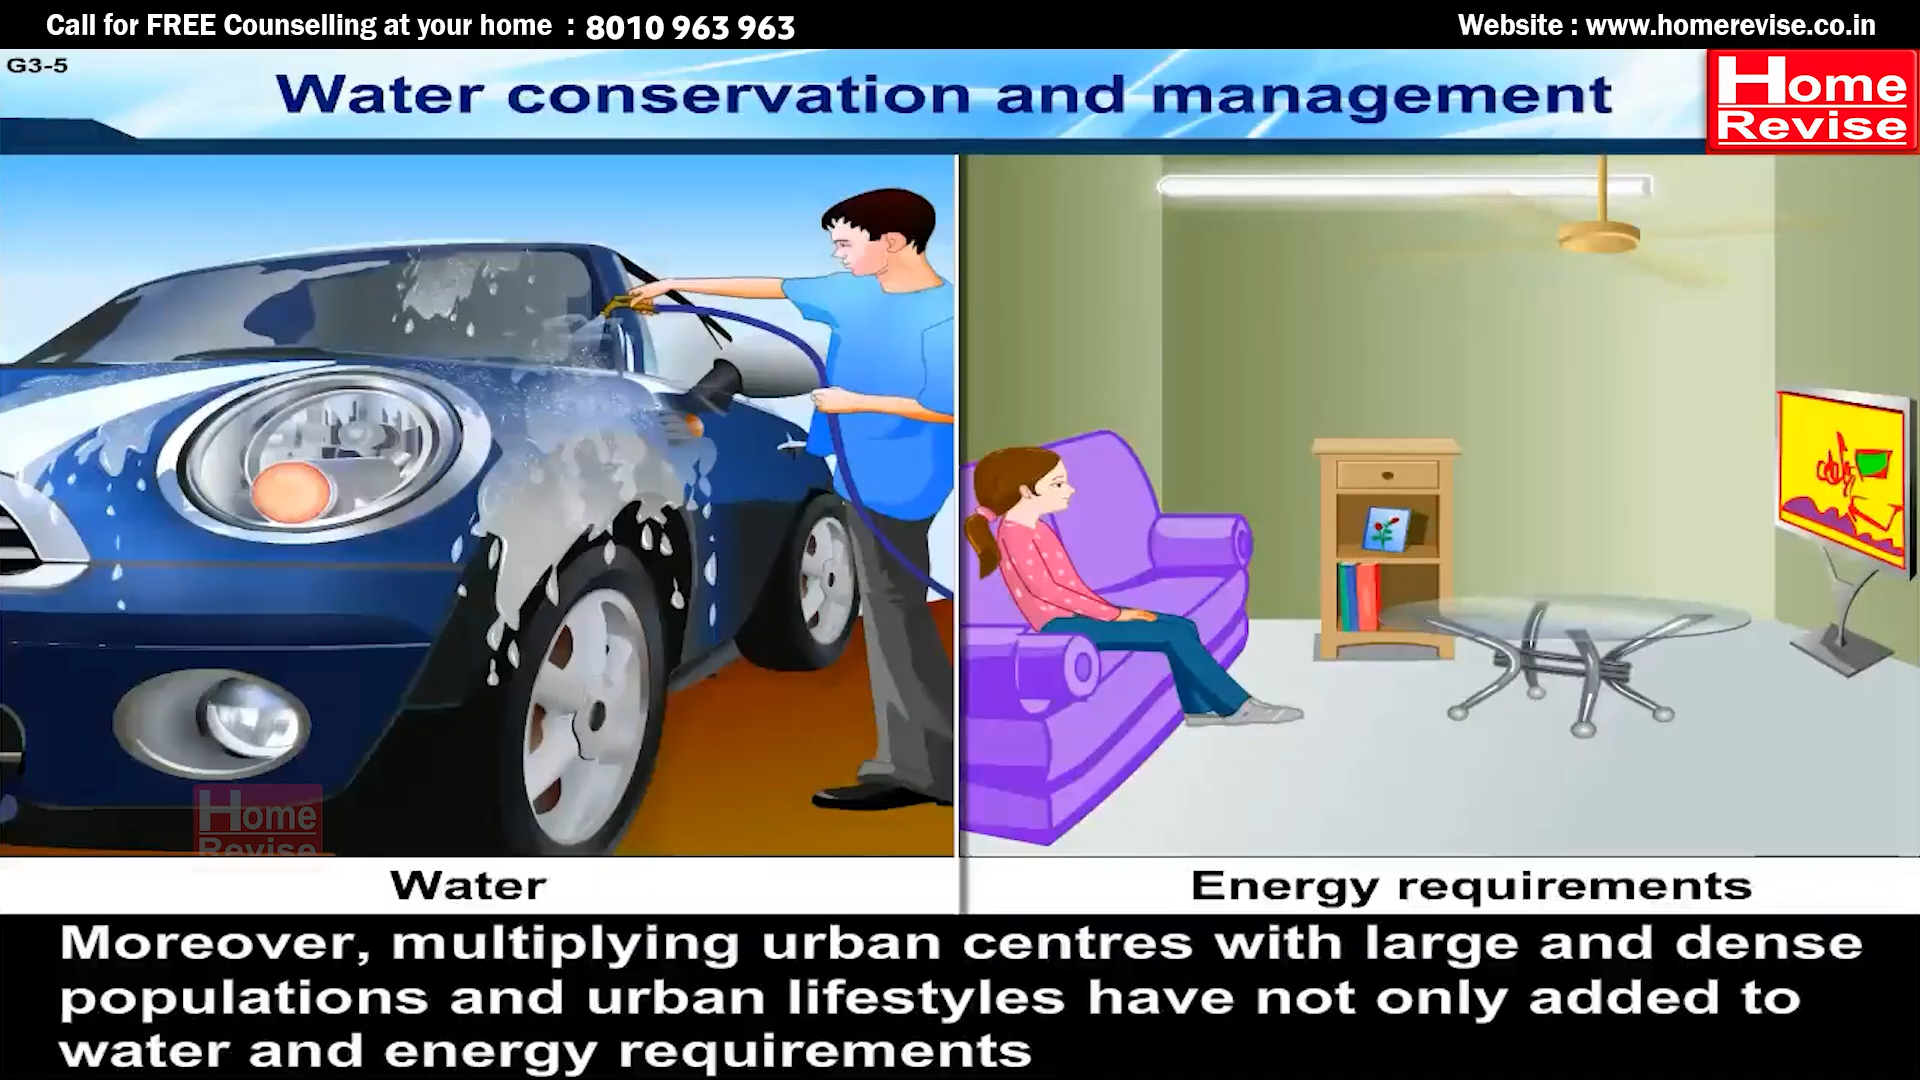 Call for FREE Counselling at your home : 8010 963 963
Website : www.homerevise.co.in
G3-5
Water conservation and management
Home
Revise
Home
Revise
Water
Energy requirements
Moreover, multiplying urban centres with large and dense
populations and urban lifestyles have not only added to
water and energy requirements